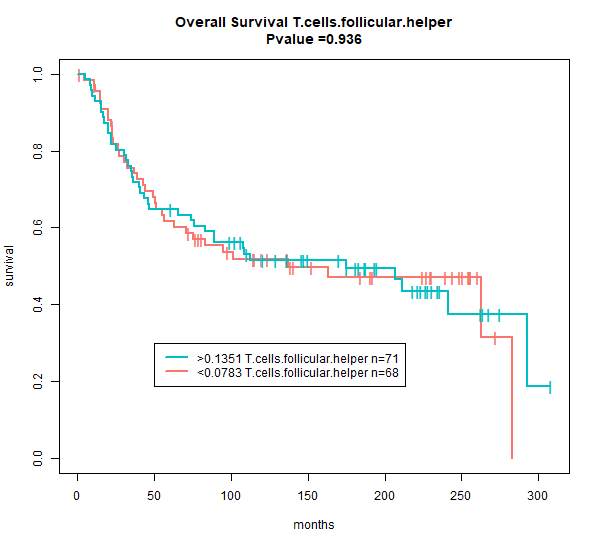 Overall Survival T.cells.follicular.helper
Pvalue =0.936
survival
1.0
0.8
0.6
0.4
0.2
0.0
>0.1351 T.cells.follicular.helper n=71
<0.0783 T.cells.follicular.helper n=68
0 50 100 150 200 250 300
months